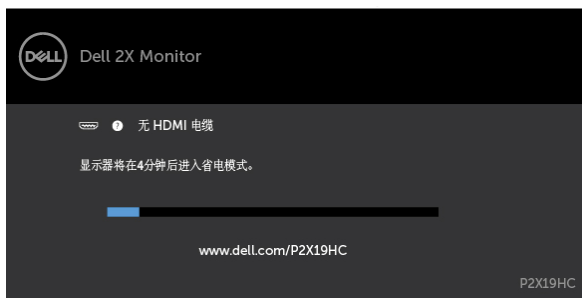 DELL
Dell 2X Monitor
? 无 HDMI 电缆
显示器将在4分钟后进入省电模式。
www.dell.com/P2X19HC
P2X19HC